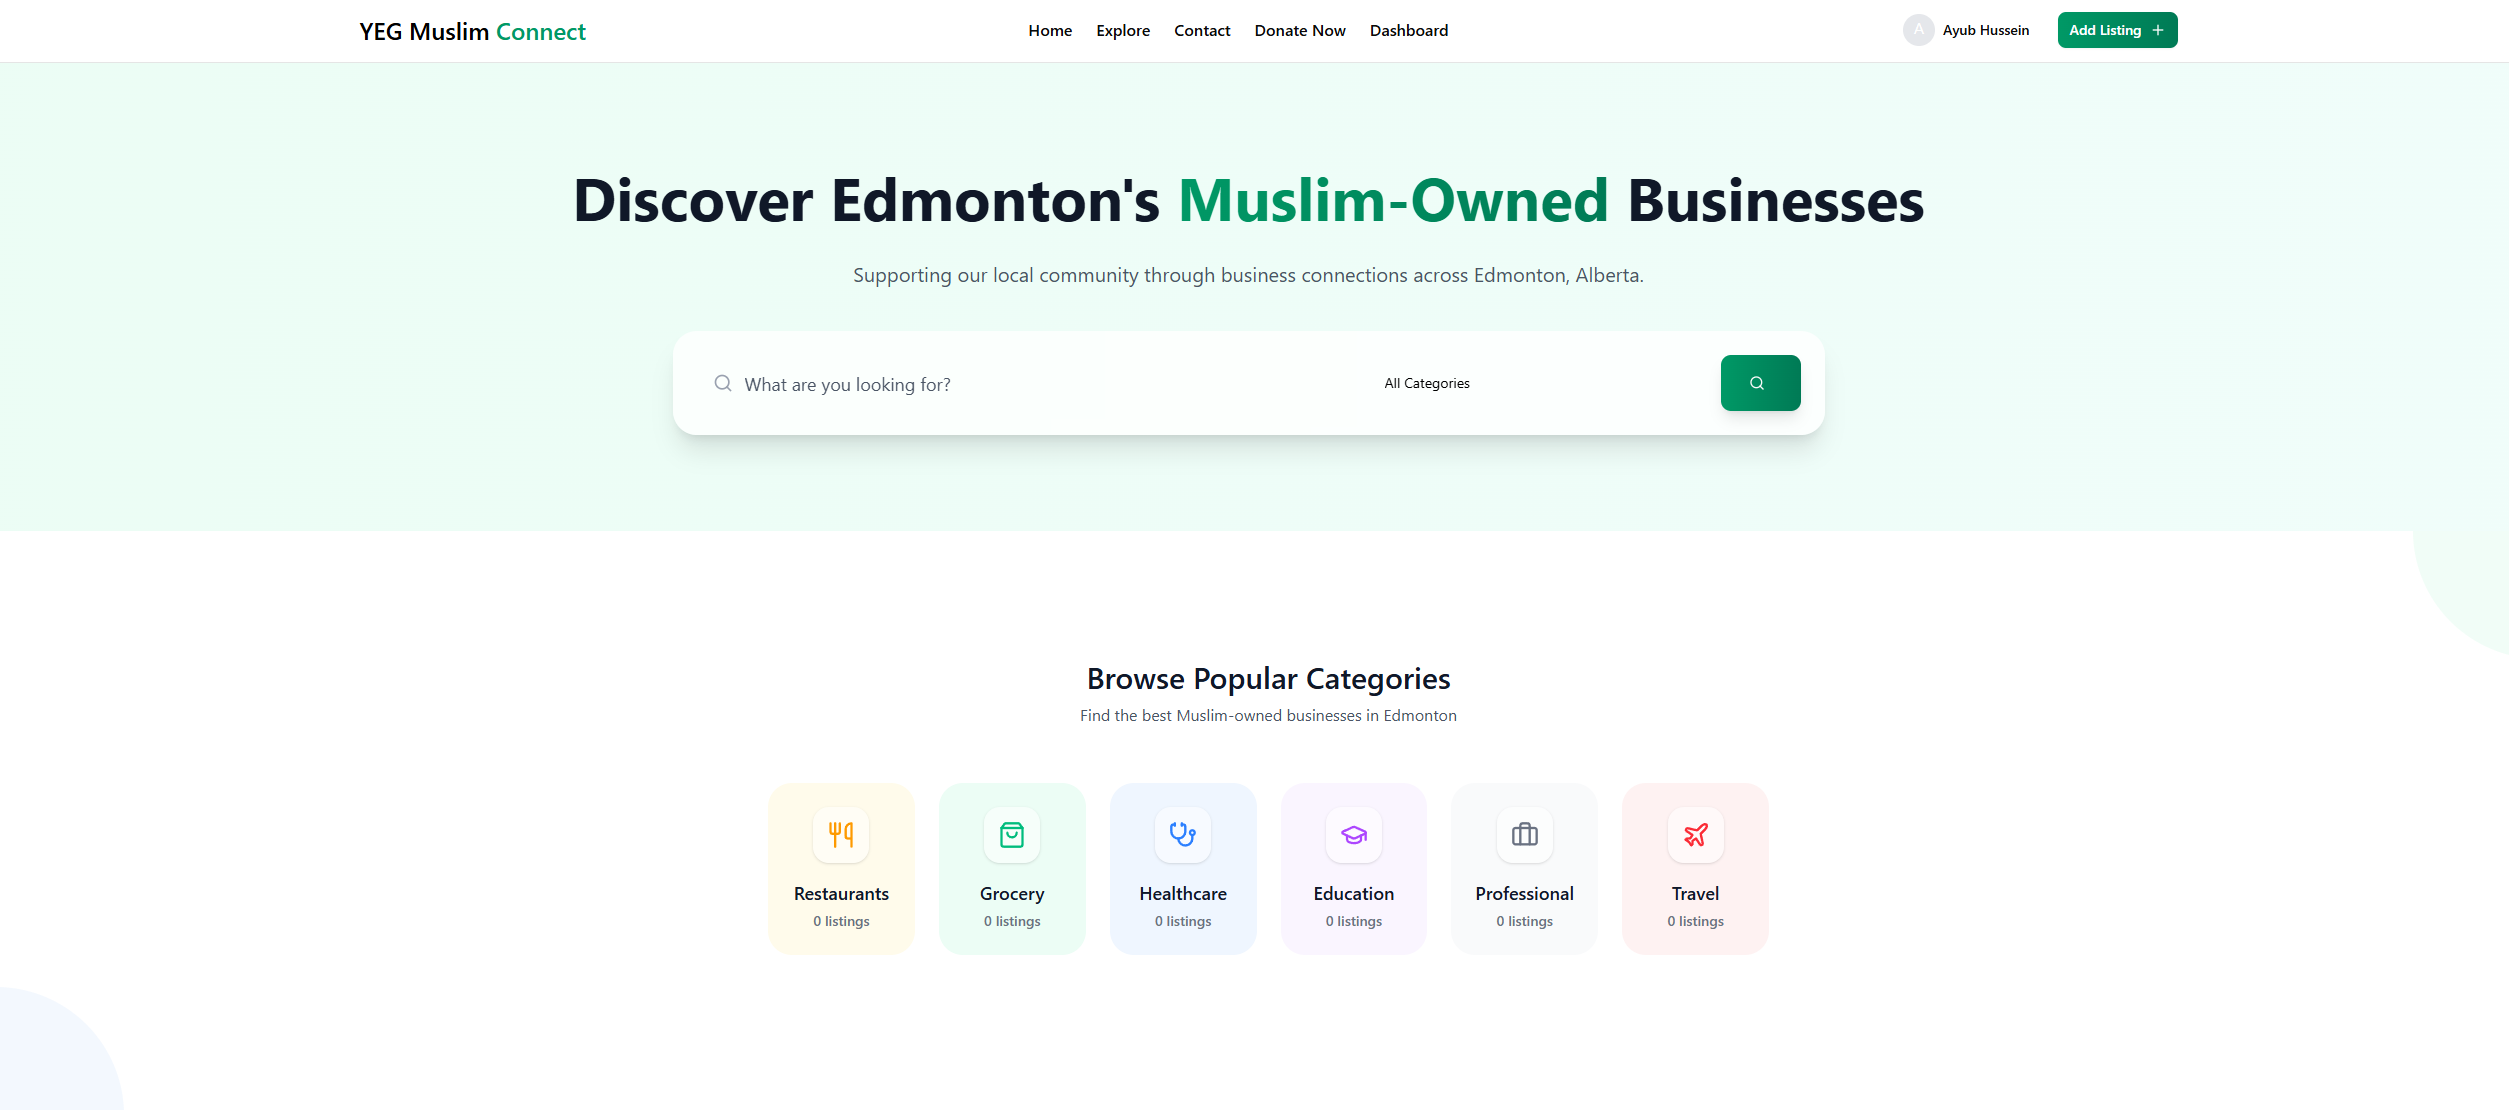 YEG Muslim Connect
Home Explore Contact Donate Now Dashboard
A Ayub Hussein
Add Listing +
Discover Edmonton's Muslim-Owned Businesses
Supporting our local community through business connections across Edmonton, Alberta.
What are you looking for?
All Categories
Browse Popular Categories
Find the best Muslim-owned businesses in Edmonton
Restaurants
0 listings
Grocery
0 listings
Healthcare
0 listings
Education
0 listings
Professional
0 listings
Travel
0 listings